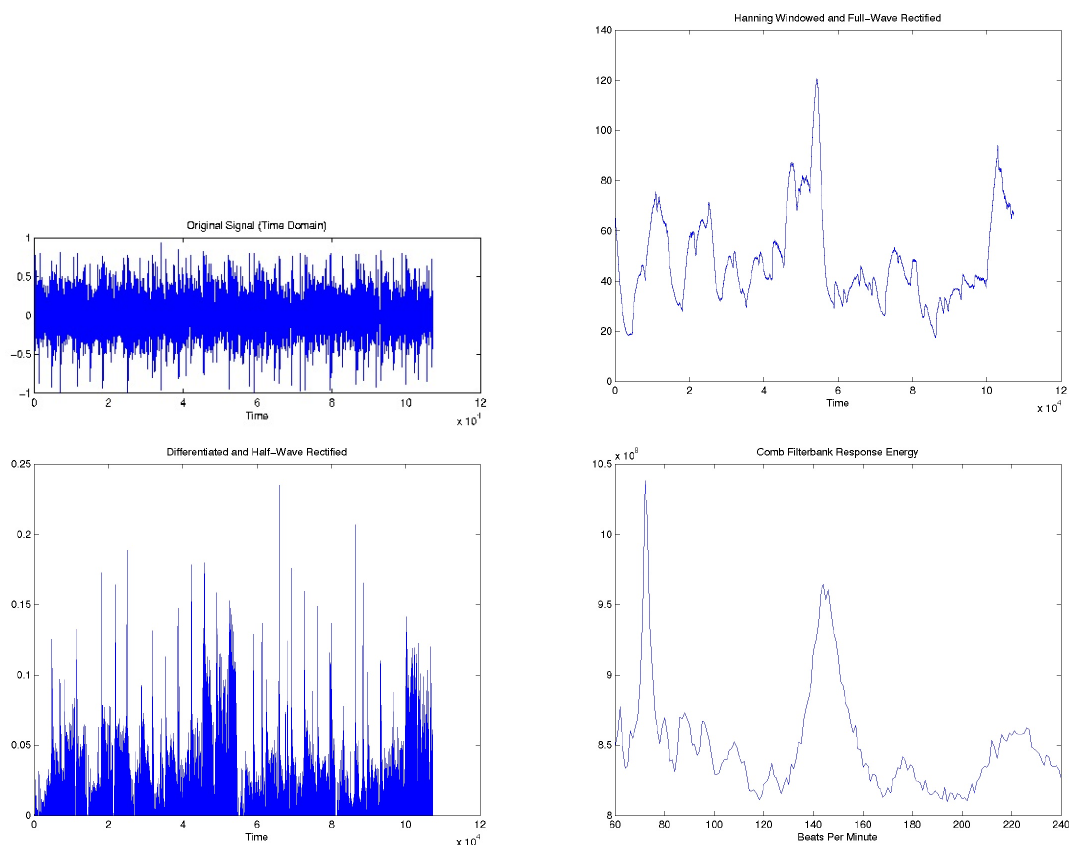 Hanning Windowed and Full-Wave Rectified
140
120
100
80
60
40
20
0
0 2 4 6 8 10 12
Time
x 10^4
Original Signal (Time Domain)
1
0.5
0
-0.5
-1
0 2 4 6 8 10 12
Time
Differentiated and Half-Wave Rectified
0.25
0.2
0.15
0.1
0.05
0
0 2 4 6 8 10 12
Time
x 10^4
Comb Filterbank Response Energy
x 10^8
10.5
10
9.5
9
8.5
8
60 80 100 120 140 160 180 200 220 240
Beats Per Minute